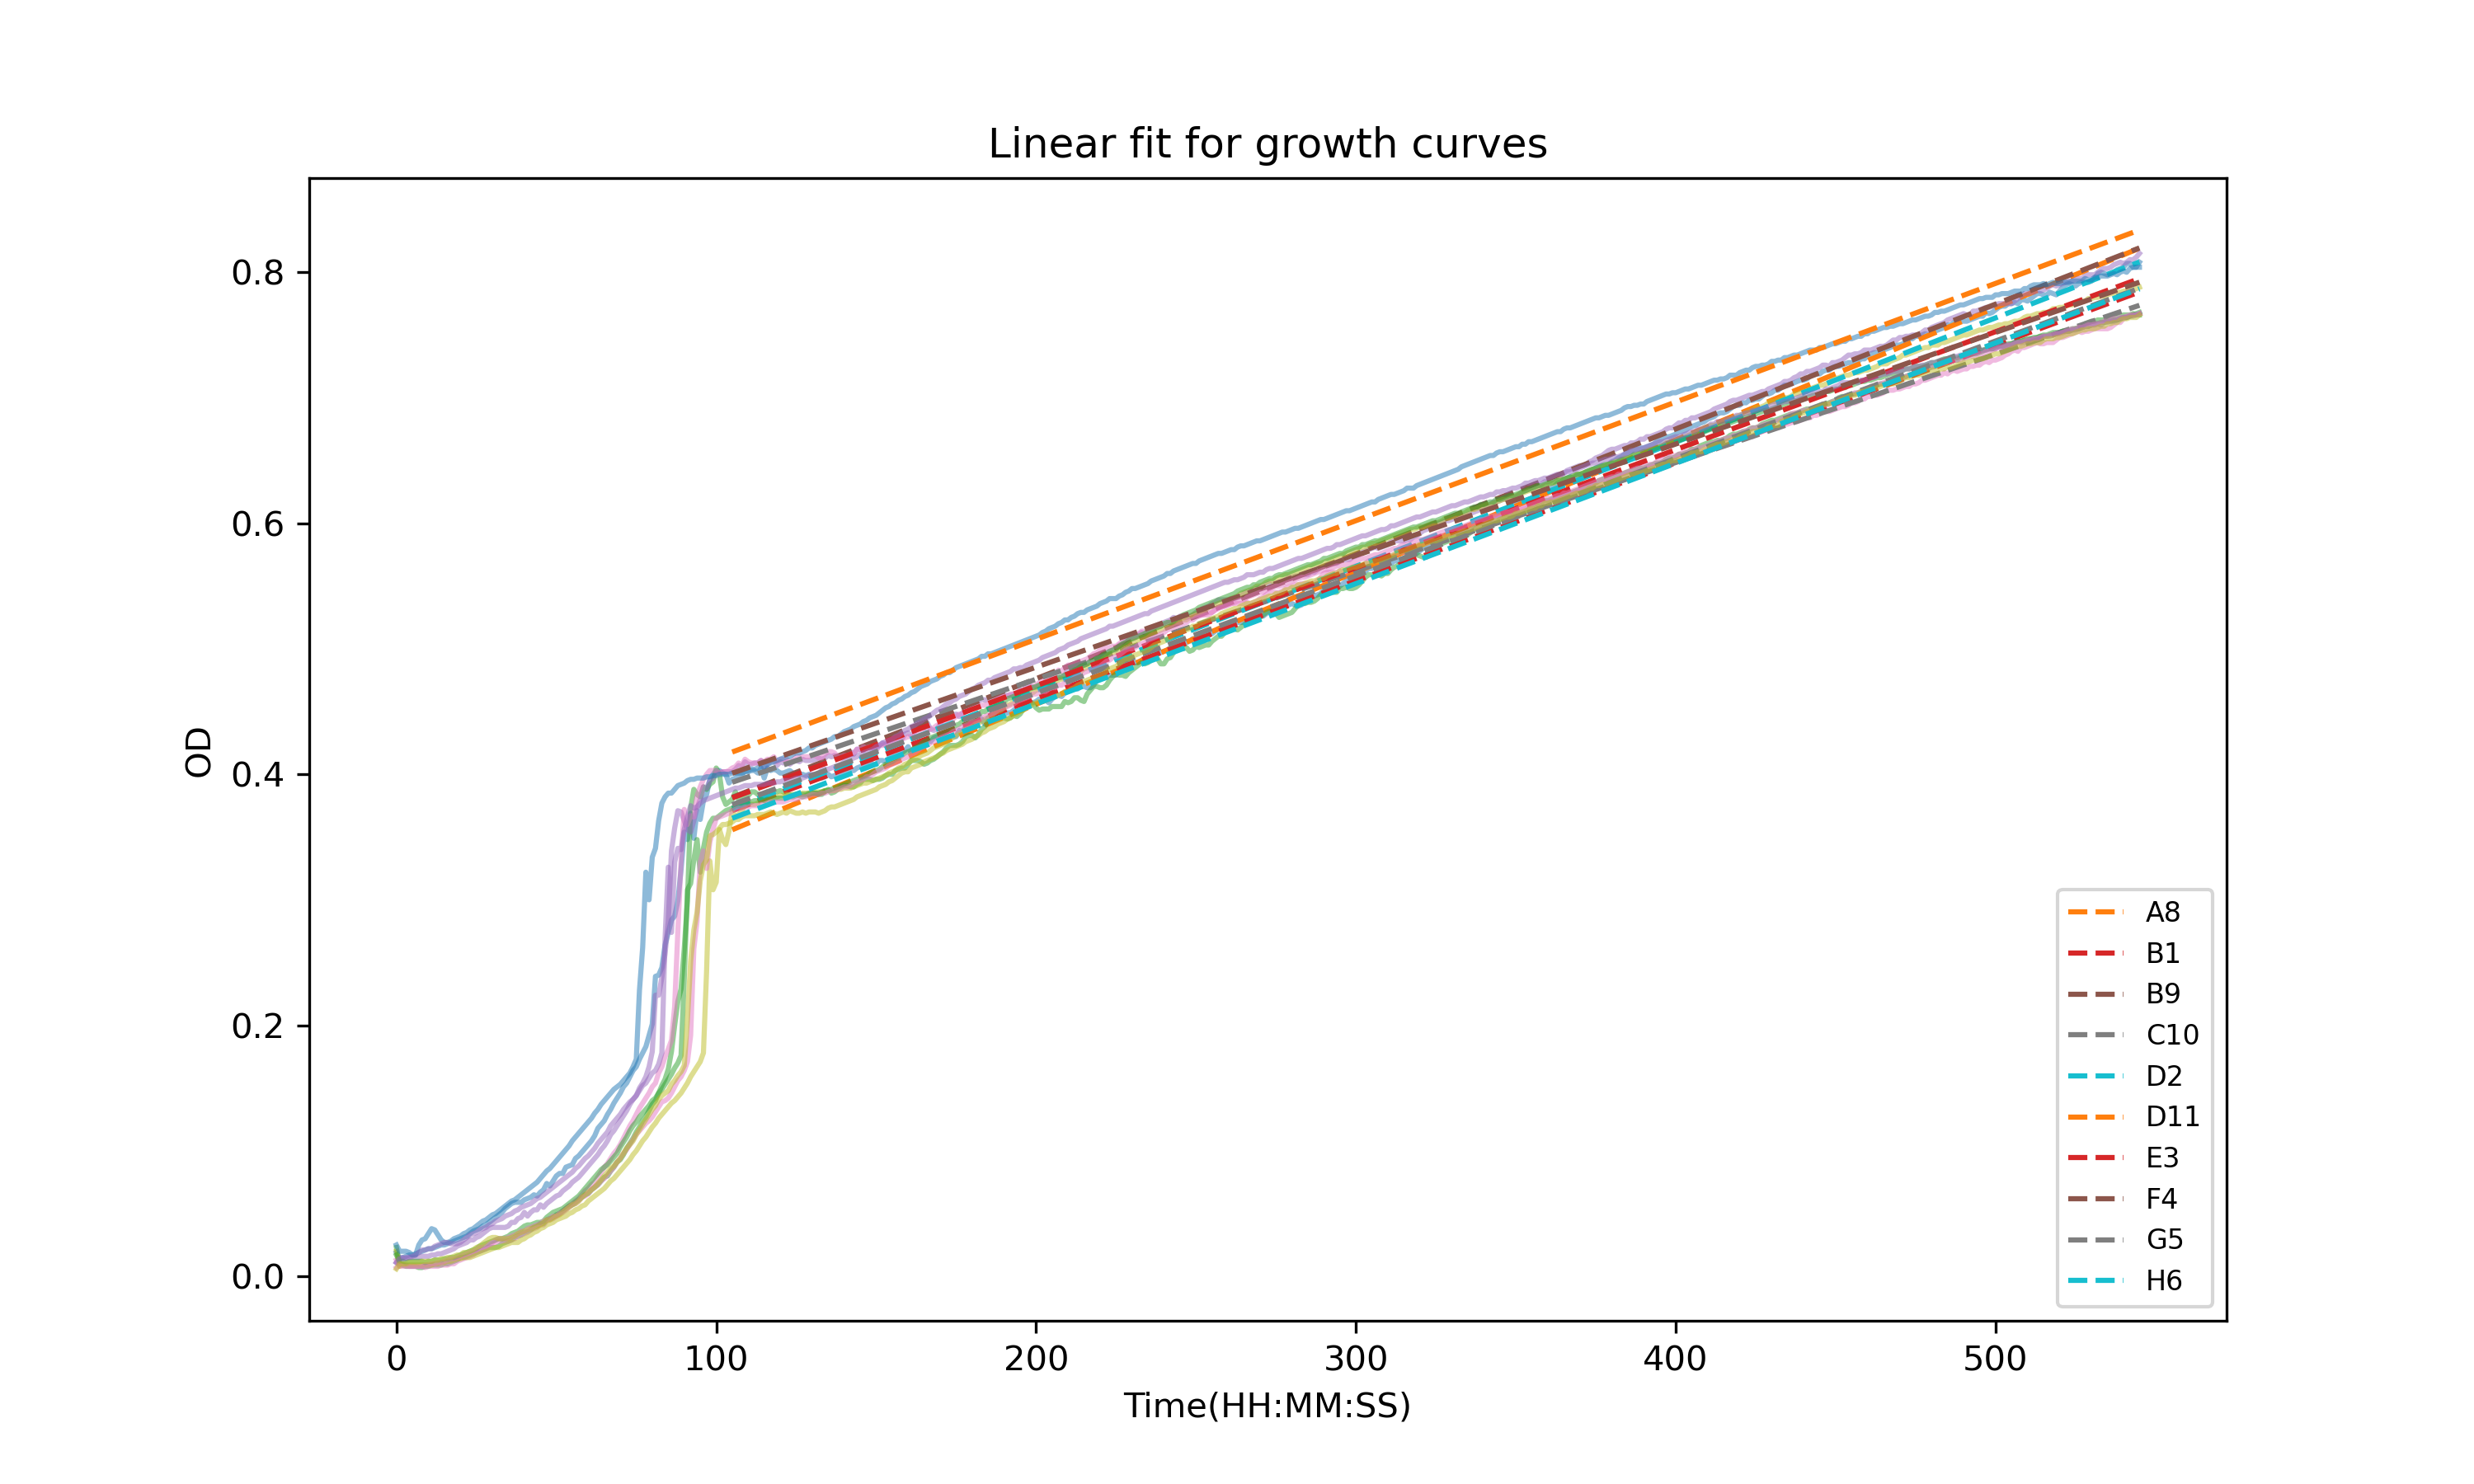 Linear fit for growth curves
OD
0.8
0.6
0.4
0.2
0.0
0 100 200 300 400 500
Time(HH:MM:SS)
A8
B1
B9
C10
D2
D11
E3
F4
G5
H6